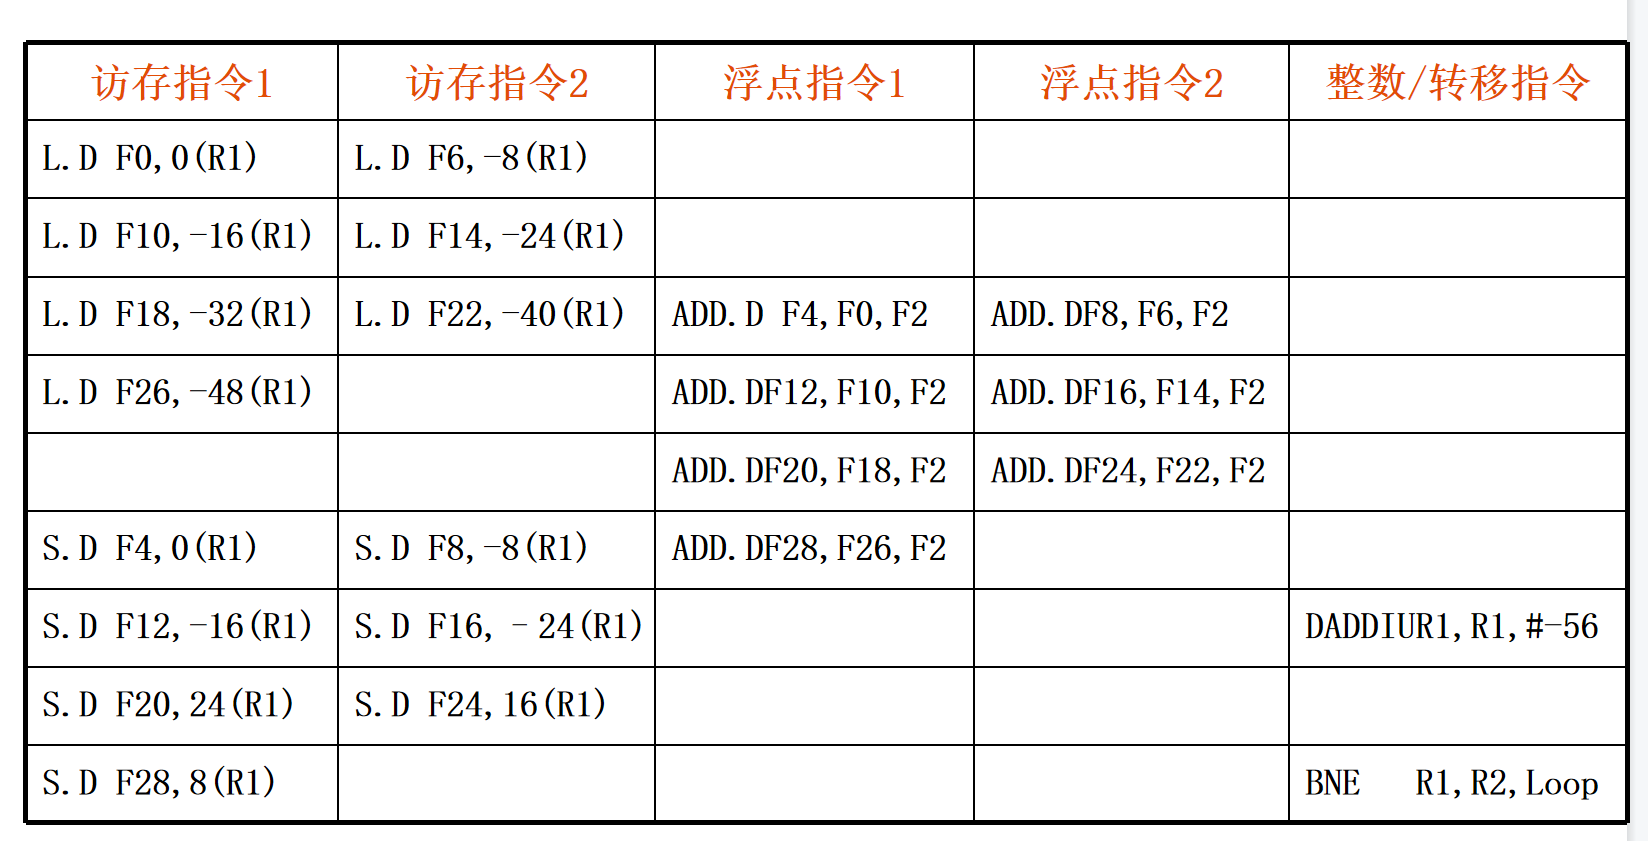 访存指令1 访存指令2 浮点指令1 浮点指令2 整数/转移指令
L.D F0,0(R1) L.D F6,-8(R1)
L.D F10,-16(R1) L.D F14,-24(R1)
L.D F18,-32(R1) L.D F22,-40(R1) ADD.D F4,F0,F2 ADD.DF8,F6,F2
L.D F26,-48(R1) ADD.DF12,F10,F2 ADD.DF16,F14,F2
ADD.DF20,F18,F2 ADD.DF24,F22,F2
S.D F4,0(R1) S.D F8,-8(R1) ADD.DF28,F26,F2
S.D F12,-16(R1) S.D F16, - 24(R1) DADDIUR1,R1,#-56
S.D F20,24(R1) S.D F24,16(R1)
S.D F28,8(R1) BNE R1,R2,Loop